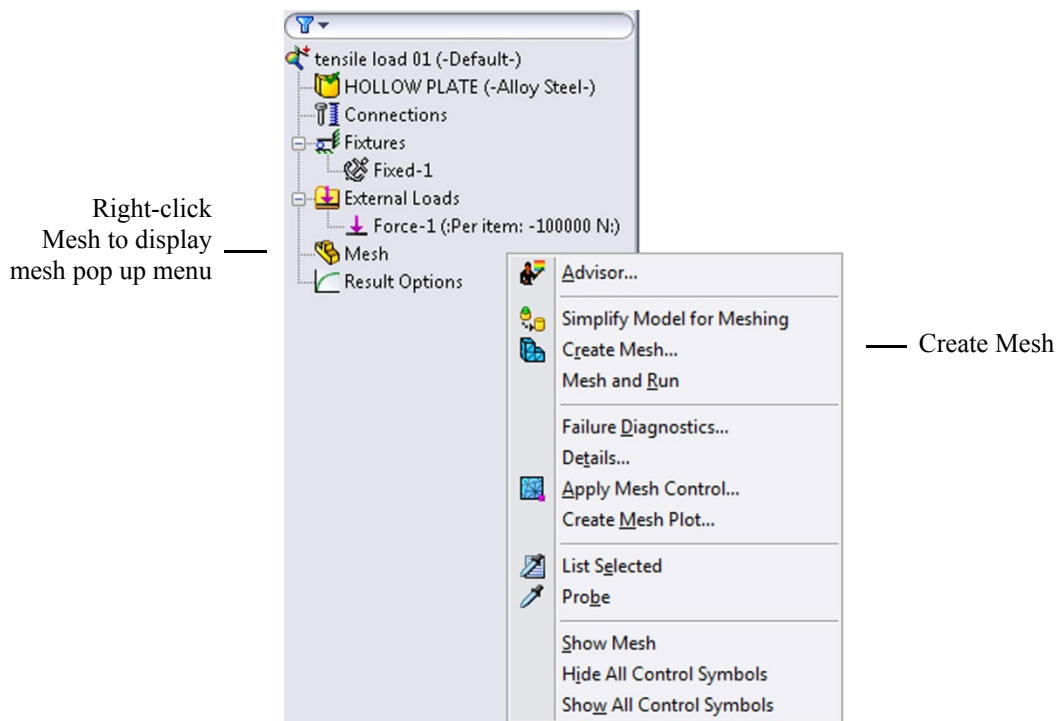 tensile load 01 (-Default-)
HOLLOW PLATE (-Alloy Steel-)
Connections
Fixtures
Fixed-1
External Loads
Force-1 (:Per item: -100000 N:)
Mesh
Result Options
Right-click
Mesh to display
mesh pop up menu
Advisor...
Simplify Model for Meshing
Create Mesh...
Mesh and Run
Failure Diagnostics...
Details...
Apply Mesh Control...
Create Mesh Plot...
List Selected
Probe
Show Mesh
Hide All Control Symbols
Show All Control Symbols
Create Mesh